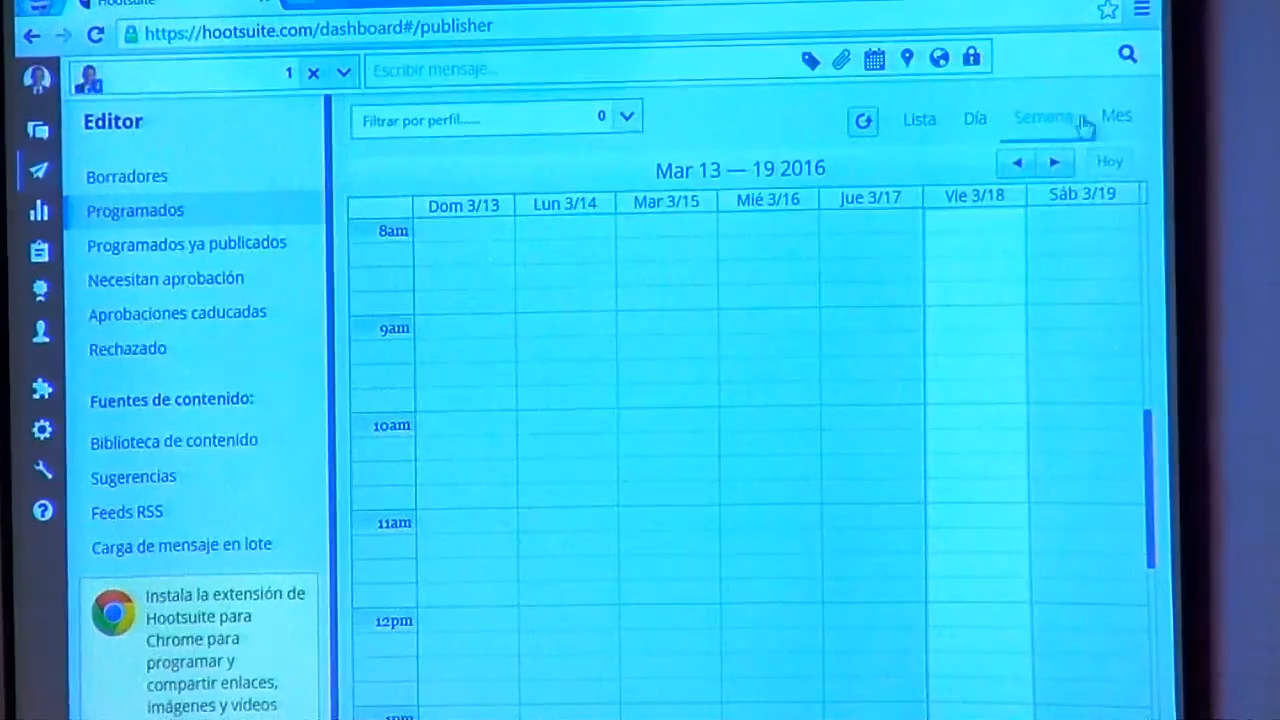 Hootsuite
https://hootsuite.com/dashboard#/publisher
1
Escribir mensaje...
Editor
Borradores
Programados
Programados ya publicados
Necesitan aprobación
Aprobaciones caducadas
Rechazado
Fuentes de contenido:
Biblioteca de contenido
Sugerencias
Feeds RSS
Carga de mensaje en lote
Instala la extensión de
Hootsuite para
Chrome para
programar y
compartir enlaces,
imágenes y vídeos
Filtrar por perfil...... 0
Lista Día Semana Mes
Mar 13 — 19 2016
Hoy
Dom 3/13 Lun 3/14 Mar 3/15 Mié 3/16 Jue 3/17 Vie 3/18 Sáb 3/19
8am
9am
10am
11am
12pm
1pm